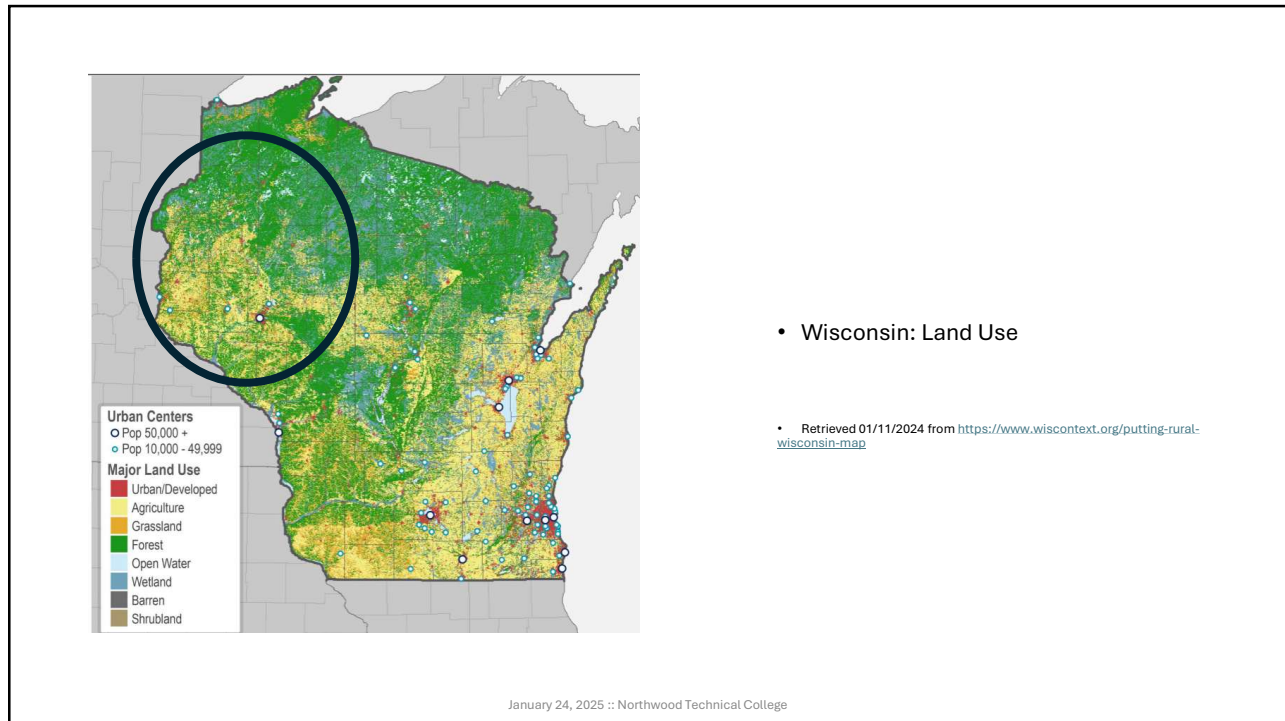 Urban Centers
Pop 50,000 +
Pop 10,000 - 49,999
Major Land Use
Urban/Developed
Agriculture
Grassland
Forest
Open Water
Wetland
Barren
Shrubland
• Wisconsin: Land Use
• Retrieved 01/11/2024 from https://www.wiscontext.org/putting-rural-
wisconsin-map
January 24, 2025 :: Northwood Technical College